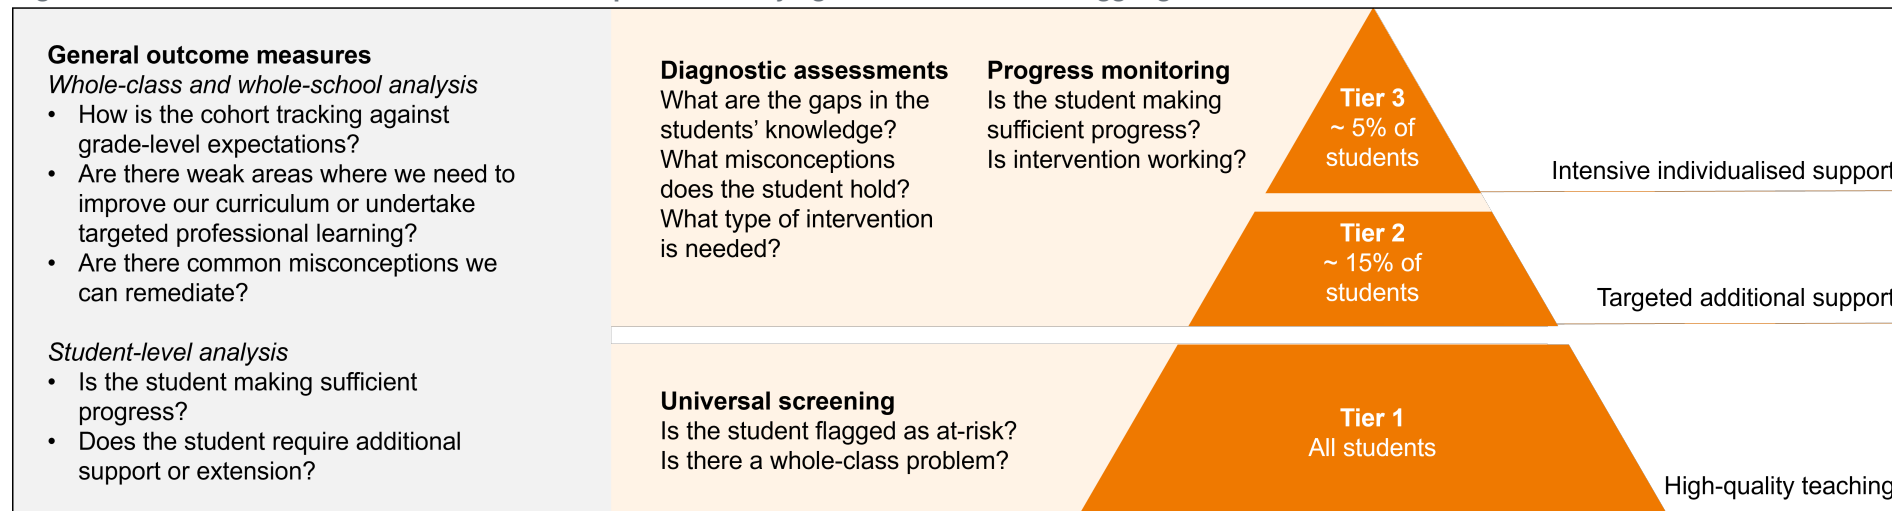 General outcome measures
Whole-class and whole-school analysis
• How is the cohort tracking against
grade-level expectations?
• Are there weak areas where we need to
improve our curriculum or undertake
targeted professional learning?
• Are there common misconceptions we
can remediate?
Student-level analysis
• Is the student making sufficient
progress?
• Does the student require additional
support or extension?
Diagnostic assessments
What are the gaps in the
students’ knowledge?
What misconceptions
does the student hold?
What type of intervention
is needed?
Progress monitoring
Is the student making
sufficient progress?
Is intervention working?
Universal screening
Is the student flagged as at-risk?
Is there a whole-class problem?
Tier 3
~ 5% of
students
Intensive individualised support
Tier 2
~ 15% of
students
Targeted additional support
Tier 1
All students
High-quality teaching